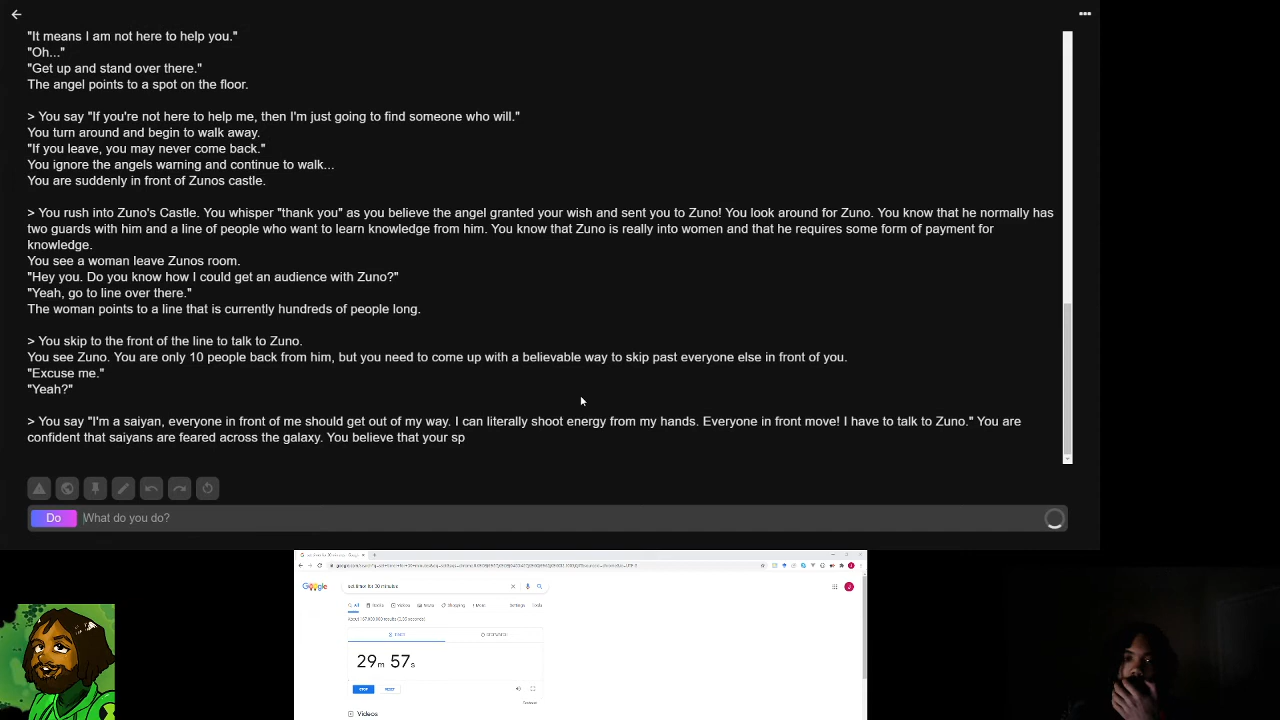 "It means I am not here to help you."
"Oh..."
"Get up and stand over there."
The angel points to a spot on the floor.
> You say "If you're not here to help me, then I'm just going to find someone who will."
You turn around and begin to walk away.
"If you leave, you may never come back."
You ignore the angels warning and continue to walk...
You are suddenly in front of Zunos castle.
> You rush into Zuno's Castle. You whisper "thank you" as you believe the angel granted your wish and sent you to Zuno! You look around for Zuno. You know that he normally has
two guards with him and a line of people who want to learn knowledge from him. You know that Zuno is really into women and that he requires some form of payment for
knowledge.
You see a woman leave Zunos room.
"Hey you. Do you know how I could get an audience with Zuno?"
"Yeah, go to line over there."
The woman points to a line that is currently hundreds of people long.
> You skip to the front of the line to talk to Zuno.
You see Zuno. You are only 10 people back from him, but you need to come up with a believable way to skip past everyone else in front of you.
"Excuse me."
"Yeah?"
> You say "I'm a saiyan, everyone in front of me should get out of my way. I can literally shoot energy from my hands. Everyone in front move! I have to talk to Zuno." You are
confident that saiyans are feared across the galaxy. You believe that your sp
Do What do you do?
Google
All Videos Shopping More Settings Tools
29m 57s
STOP RESET
Videos